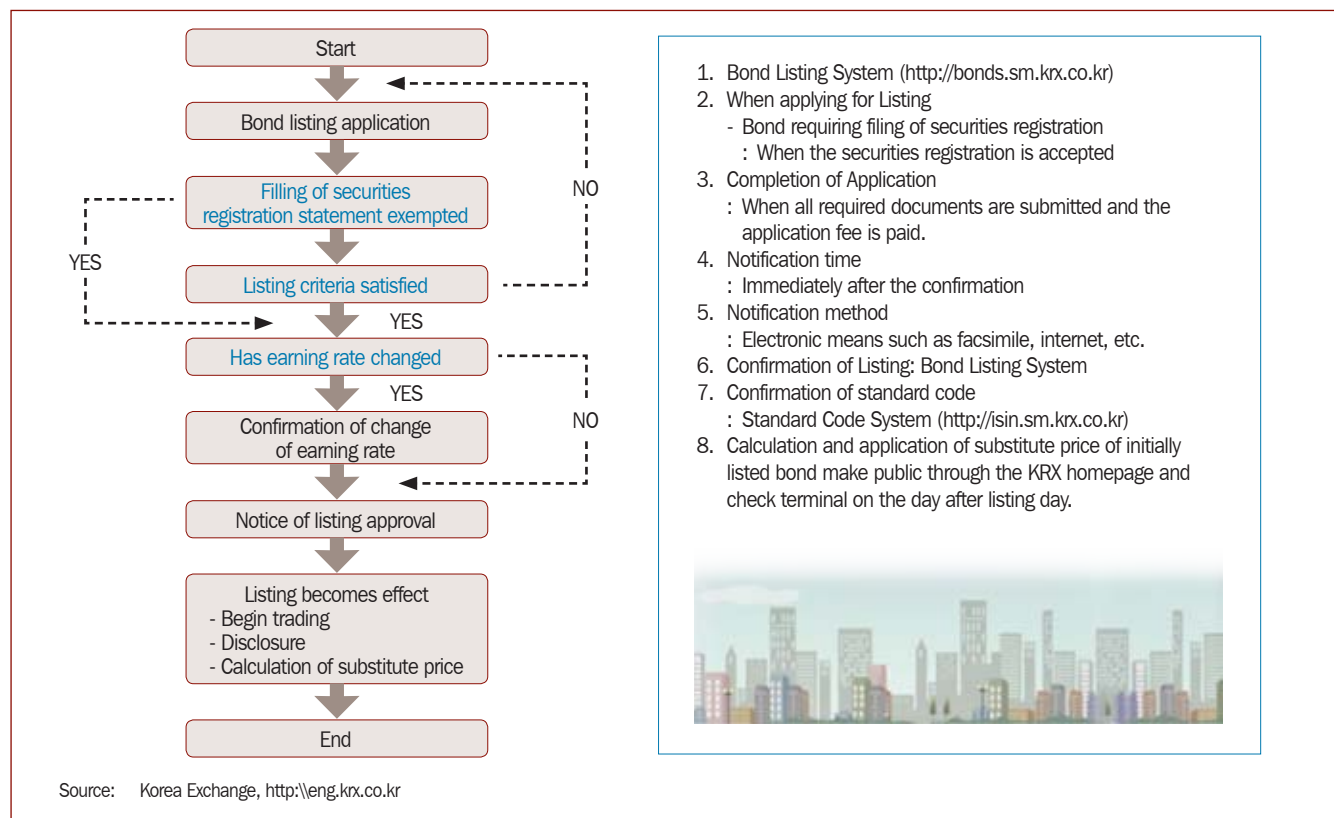 Start
Bond listing application
Filling of securities
registration statement exempted
NO
YES
Listing criteria satisfied
YES
Has earning rate changed
YES
Confirmation of change
of earning rate
NO
Notice of listing approval
Listing becomes effect
- Begin trading
- Disclosure
- Calculation of substitute price
End
1. Bond Listing System (http://bonds.sm.krx.co.kr)
2. When applying for Listing
- Bond requiring filing of securities registration
: When the securities registration is accepted
3. Completion of Application
: When all required documents are submitted and the
application fee is paid.
4. Notification time
: Immediately after the confirmation
5. Notification method
: Electronic means such as facsimile, internet, etc.
6. Confirmation of Listing: Bond Listing System
7. Confirmation of standard code
: Standard Code System (http://isin.sm.krx.co.kr)
8. Calculation and application of substitute price of initially
listed bond make public through the KRX homepage and
check terminal on the day after listing day.
Source: Korea Exchange, http:\\eng.krx.co.kr